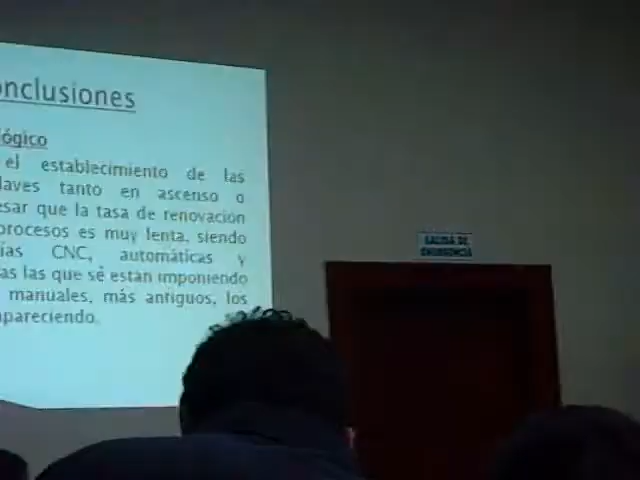 onclusiones
lógico
el establecimiento de las
laves tanto en ascenso o
esar que la tasa de renovación
procesos es muy lenta, siendo
ías CNC, automáticas y
as las que se están imponiendo
manuales, más antiguos, los
apareciendo.
SALIDA DE
EMERGENCIA